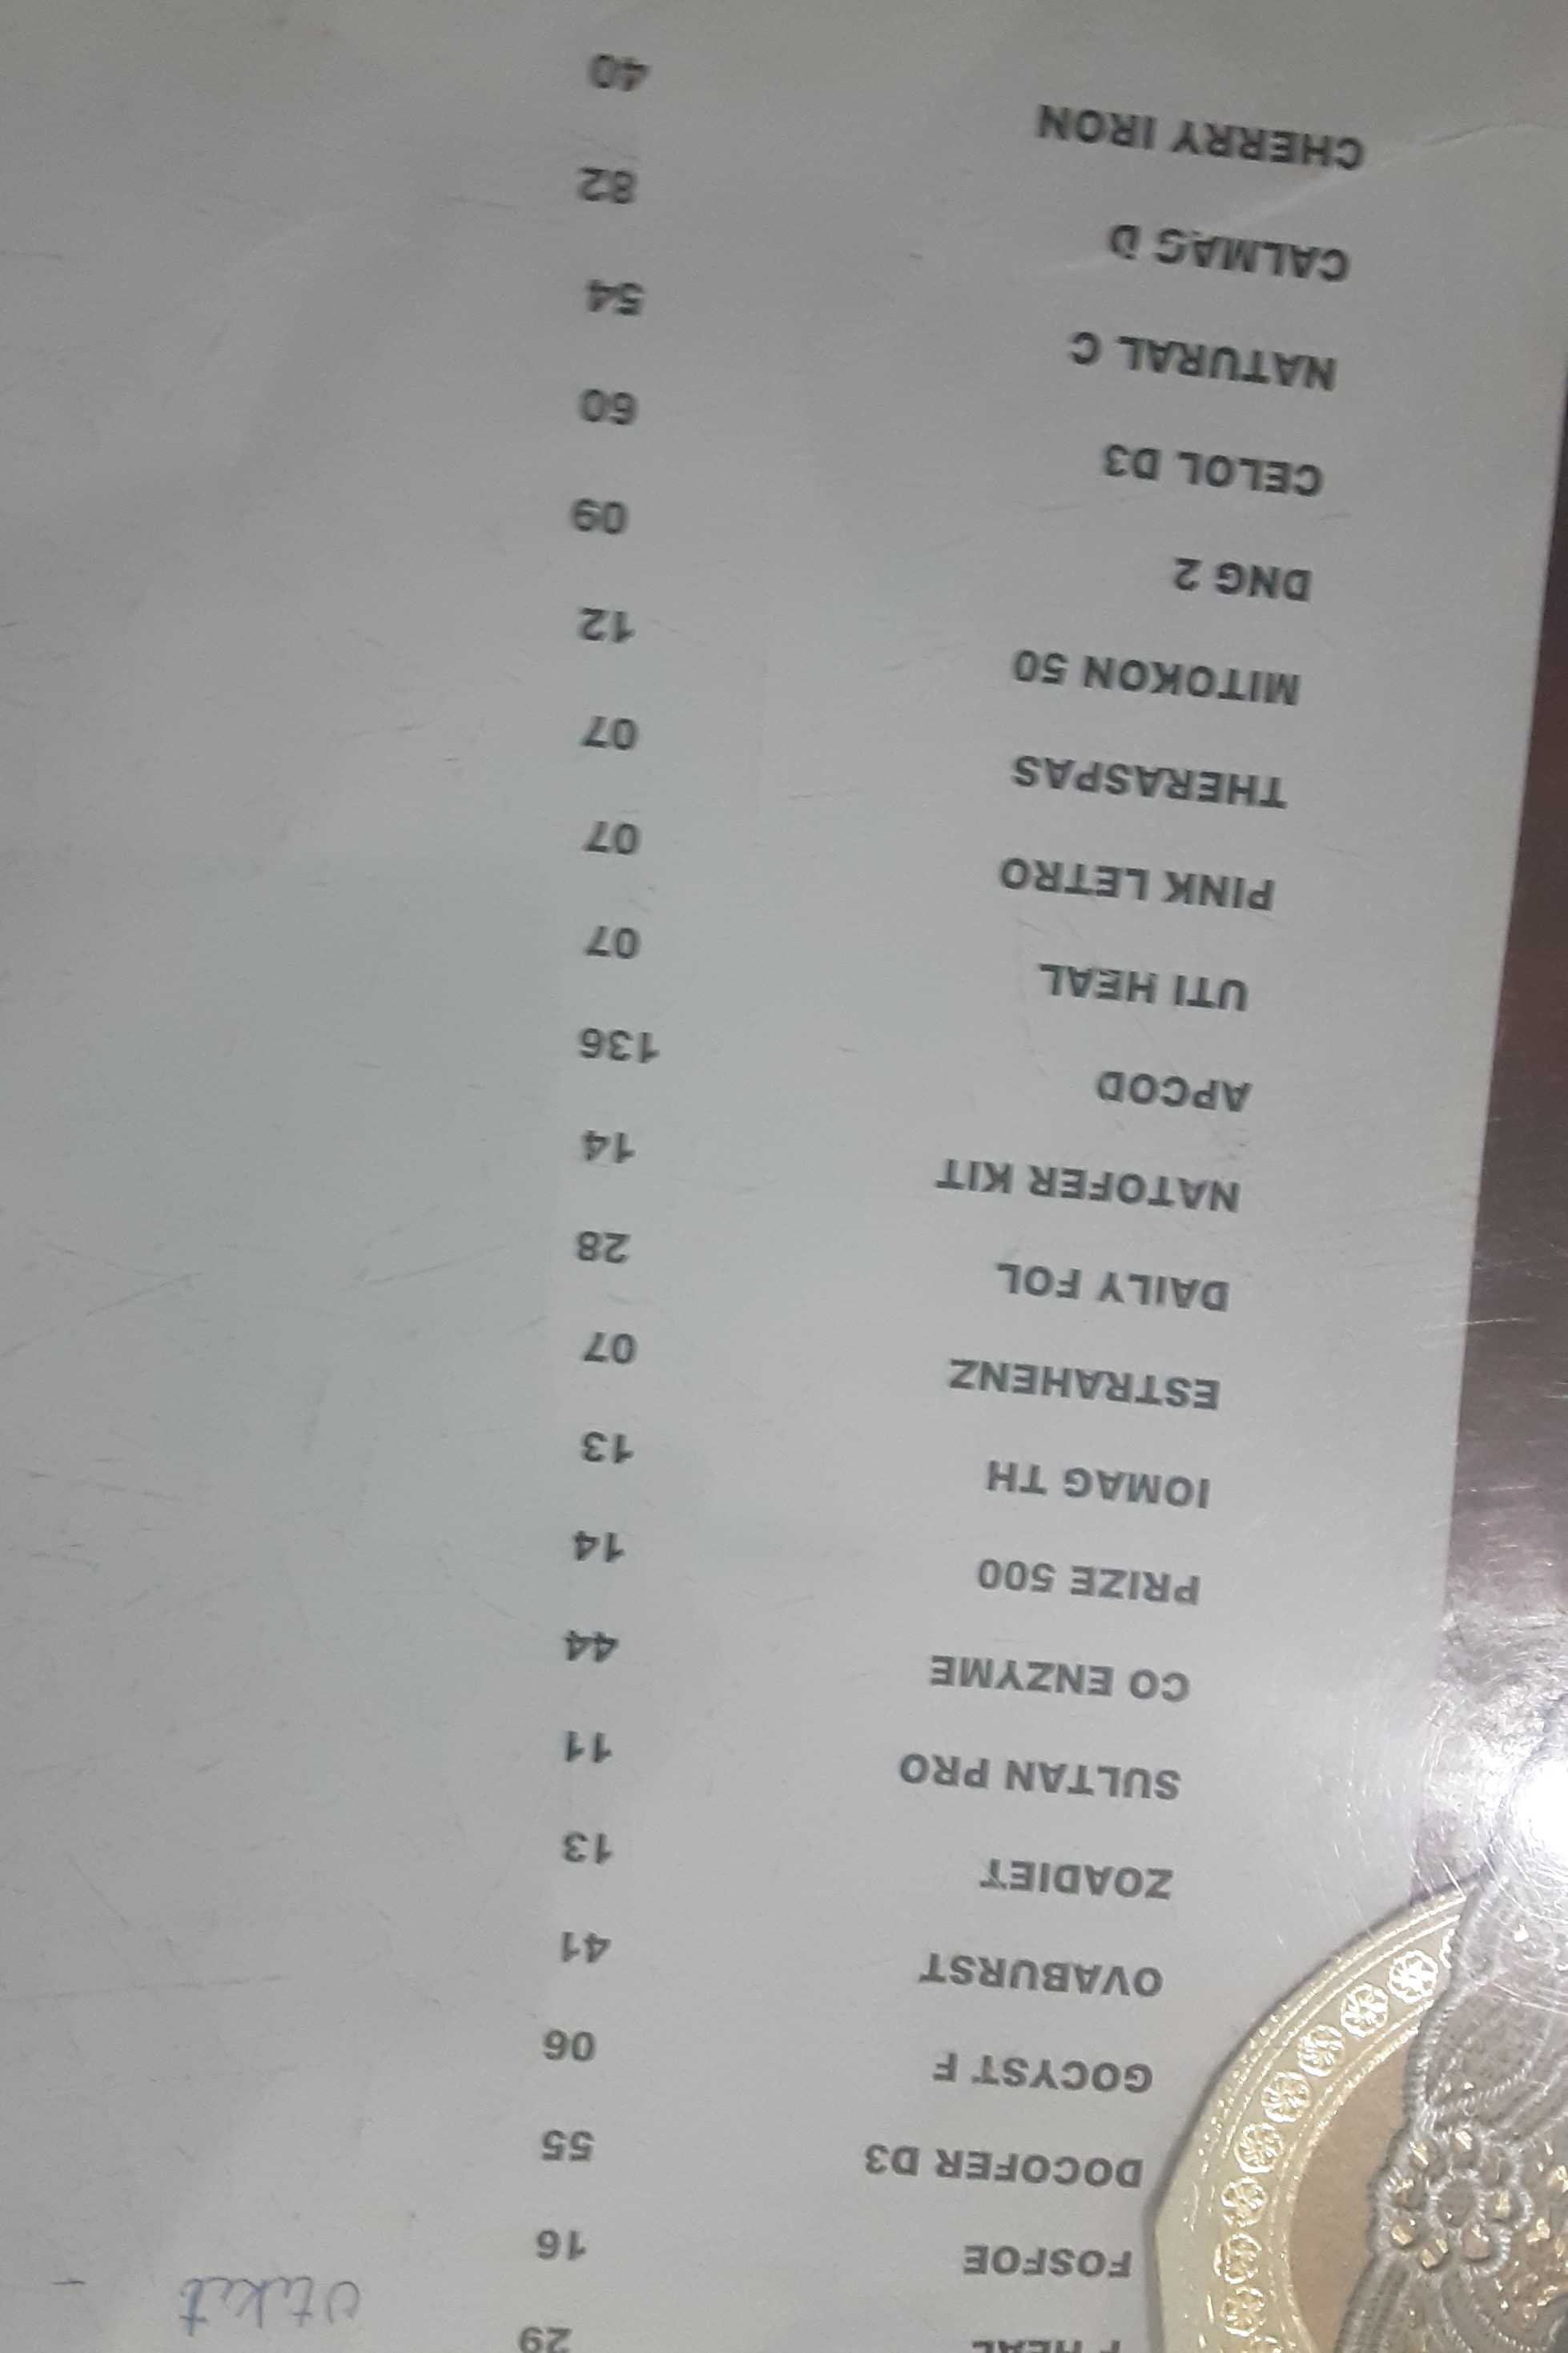 HEAL 29
FOSFOE 16
DOCOFER D3 55
GOCYST F 06
OVABURST 41
ZOADIET 13
SULTAN PRO 11
CO ENZYME 44
PRIZE 500 14
IOMAG TH 13
ESTRAHENZ 07
DAILY FOL 28
NATOFER KIT 14
APCOD 136
UTI HEAL 07
PINK LETRO 07
THERASPAS 07
MITOKON 50 12
DNG 2 09
CELOL D3 60
NATURAL C 54
CALMAG D 82
CHERRY IRON 40